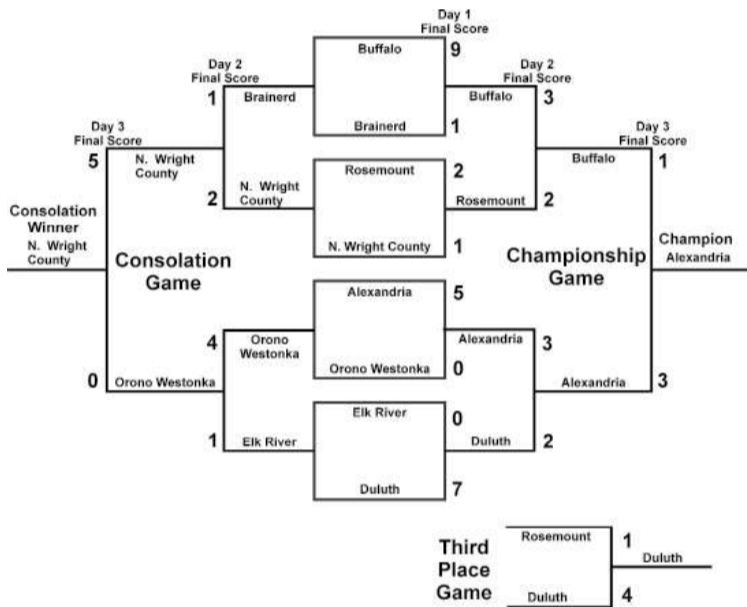 Day 1
Final Score
Buffalo
9
Day 2
Final Score
Day 2
Final Score
1
Brainerd
Buffalo
3
Brainerd
1
Day 3
Final Score
Day 3
Final Score
5
N. Wright
County
Rosemount
2
Buffalo
1
2
N. Wright
County
Rosemount
2
Consolation
Winner
N. Wright
County
N. Wright County
1
Consolation
Game
Championship
Game
Champion
Alexandria
Alexandria
5
4
Orono
Westonka
Alexandria
3
Orono Westonka
0
0
Orono Westonka
Alexandria
3
Elk River
0
1
Elk River
Duluth
2
Duluth
7
Third
Place
Game
Rosemount
1
Duluth
Duluth
4